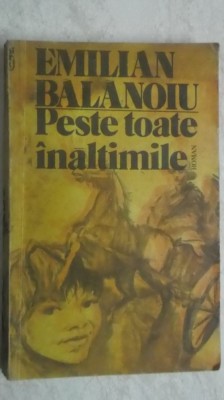 EMILIAN
BALANOIU
Peste toate
înaltimile
ROMAN